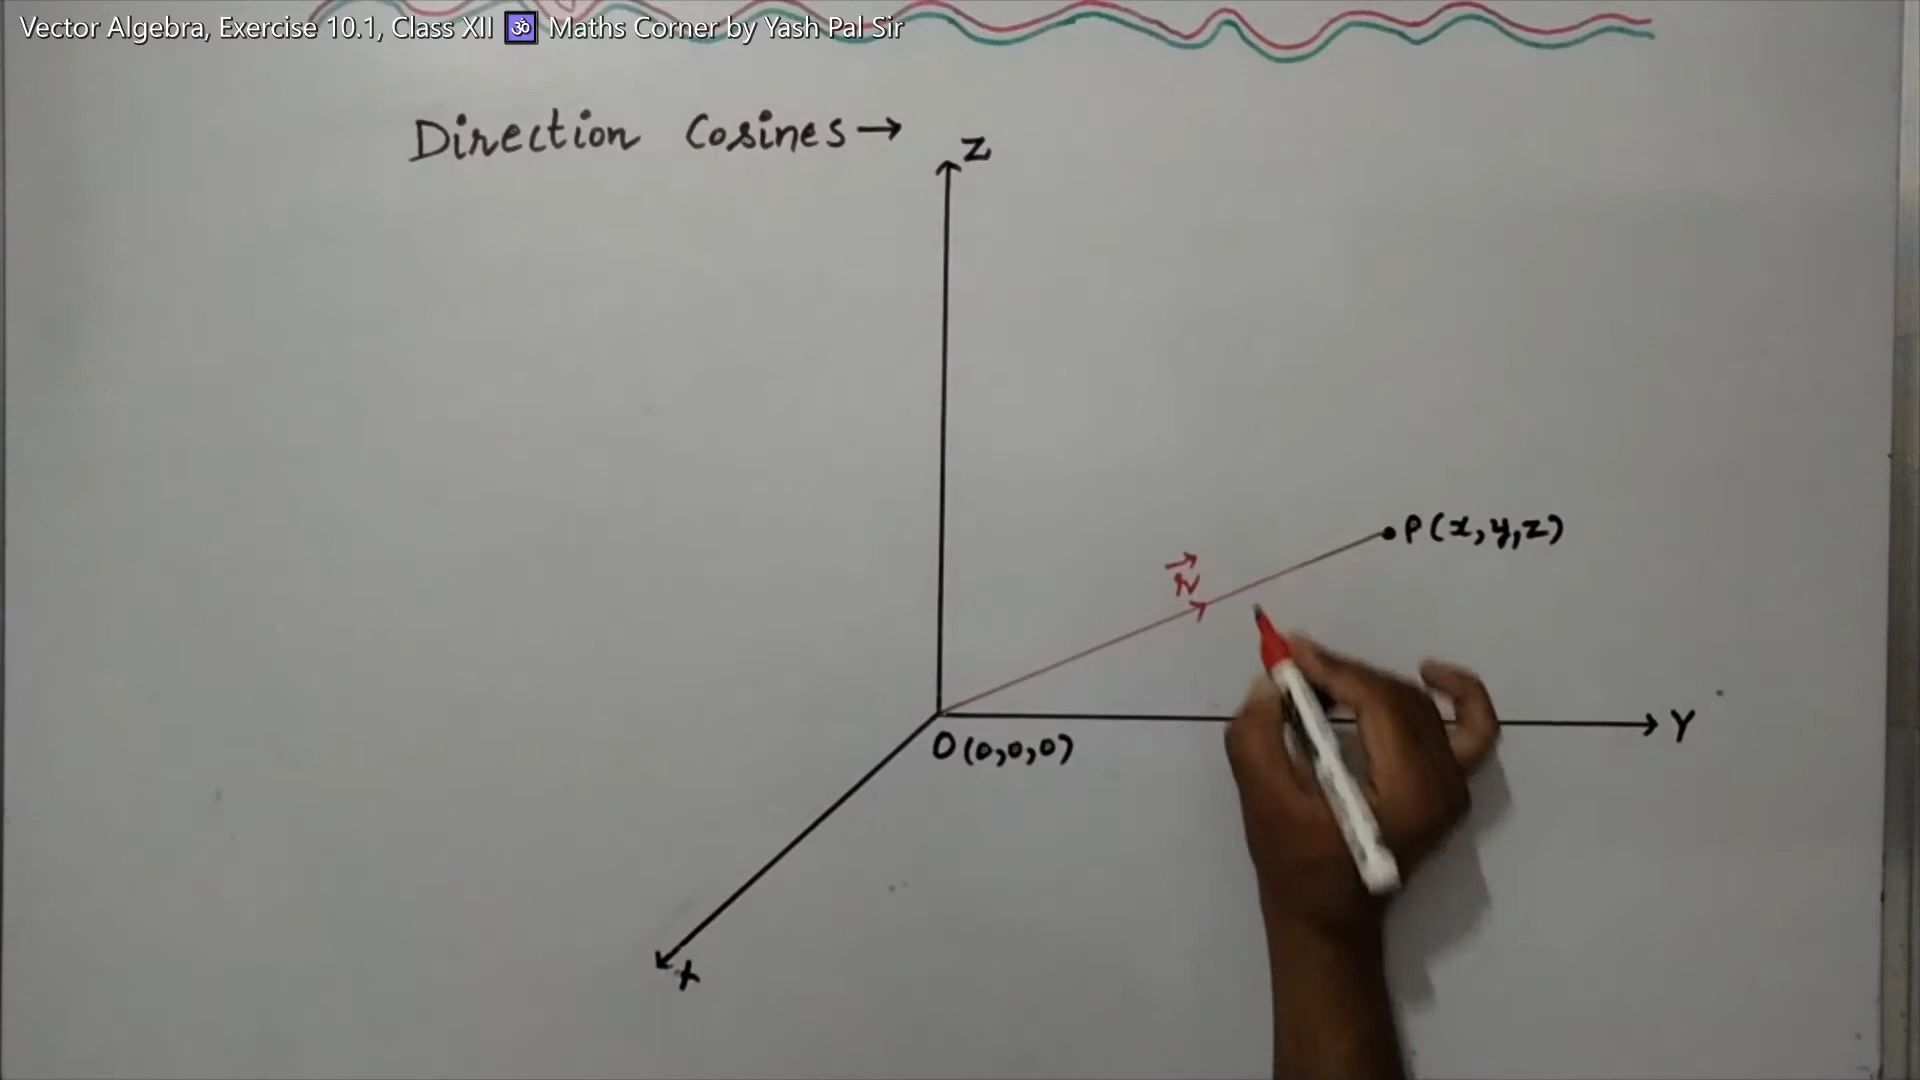 Vector Algebra, Exercise 10.1, Class XII 🕉 Maths Corner by Yash Pal Sir
Direction Cosines →
Z
P(x,y,z)
r⃗
Y
O(0,0,0)
X